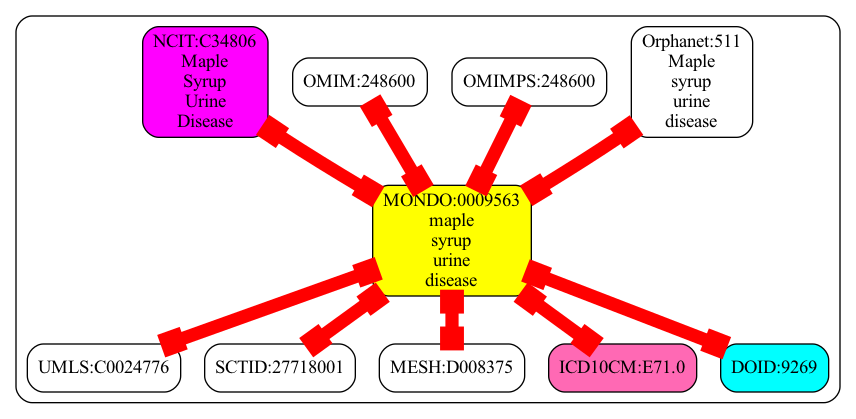 NCIT:C34806
Maple
Syrup
Urine
Disease
OMIM:248600
OMIMPS:248600
Orphanet:511
Maple
syrup
urine
disease
MONDO:0009563
maple
syrup
urine
disease
UMLS:C0024776
SCTID:27718001
MESH:D008375
ICD10CM:E71.0
DOID:9269